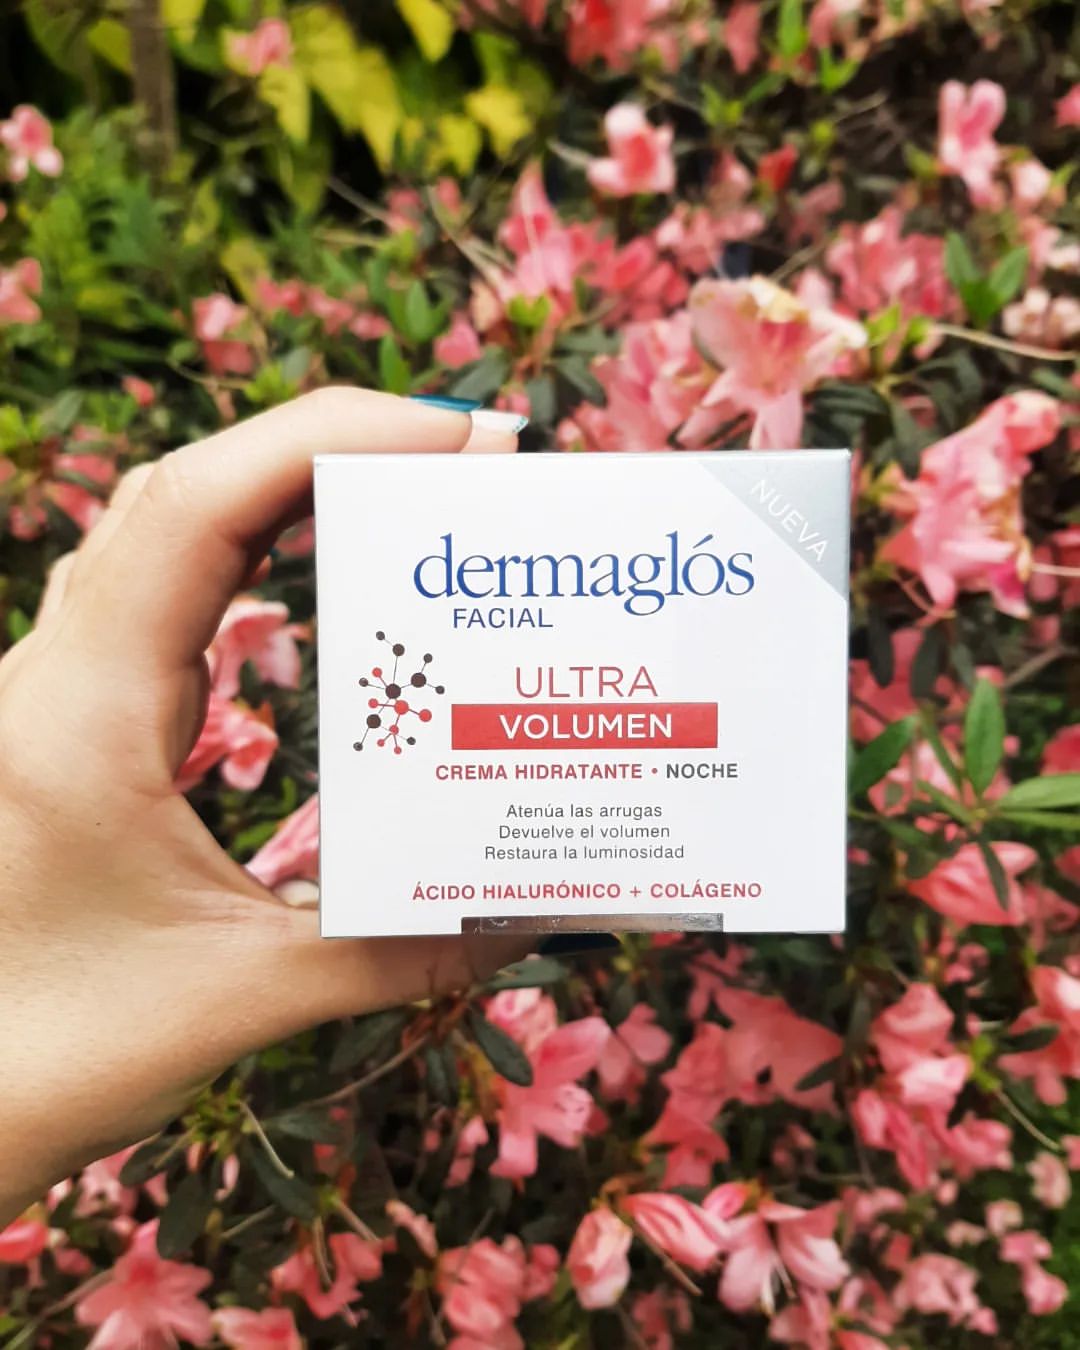 NUEVA
dermaglós
FACIAL
ULTRA
VOLUMEN
CREMA HIDRATANTE • NOCHE
Atenúa las arrugas
Devuelve el volumen
Restaura la luminosidad
ÁCIDO HIALURÓNICO + COLÁGENO